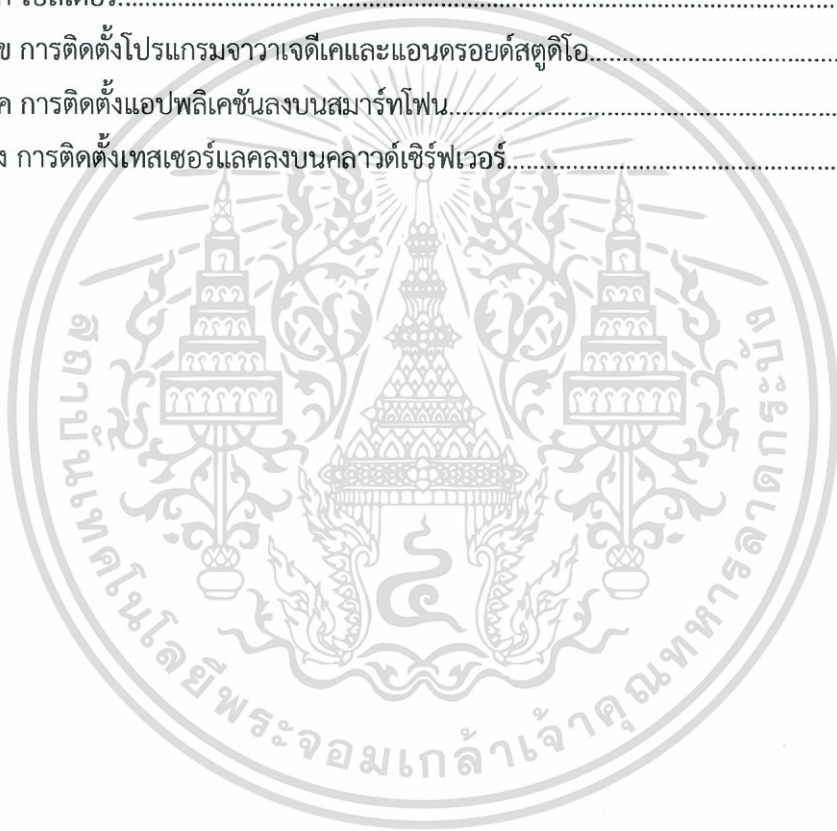 ข การติดตั้งโปรแกรมจาวาเจดีเคและแอนดรอยด์สตูดิโอ
ค การติดตั้งแอปพลิเคชันลงบนสมาร์ทโฟน
ง การติดตั้งเทสเซอร์แลคลงบนคลาวด์เซิร์ฟเวอร์
สถาบันเทคโนโลยีพระจอมเกล้าเจ้าคุณทหารลาดกระบัง